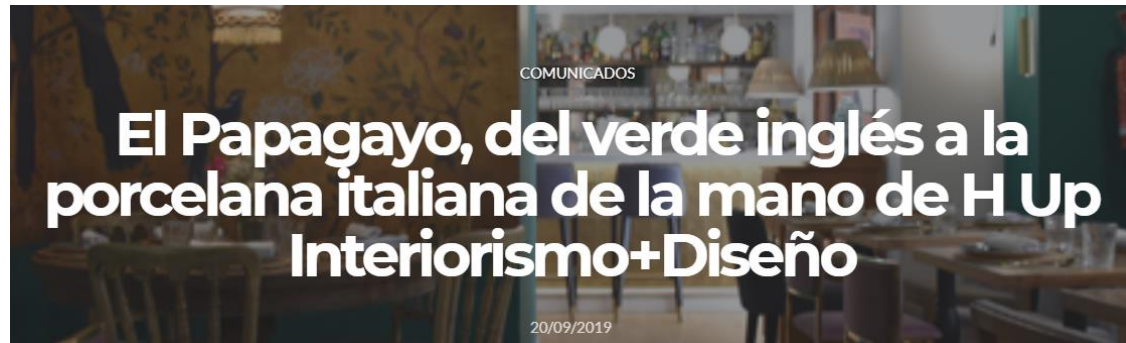 COMUNICADOS
El Papagayo, del verde inglés a la
porcelana italiana de la mano de H Up
Interiorismo+Diseño
20/09/2019